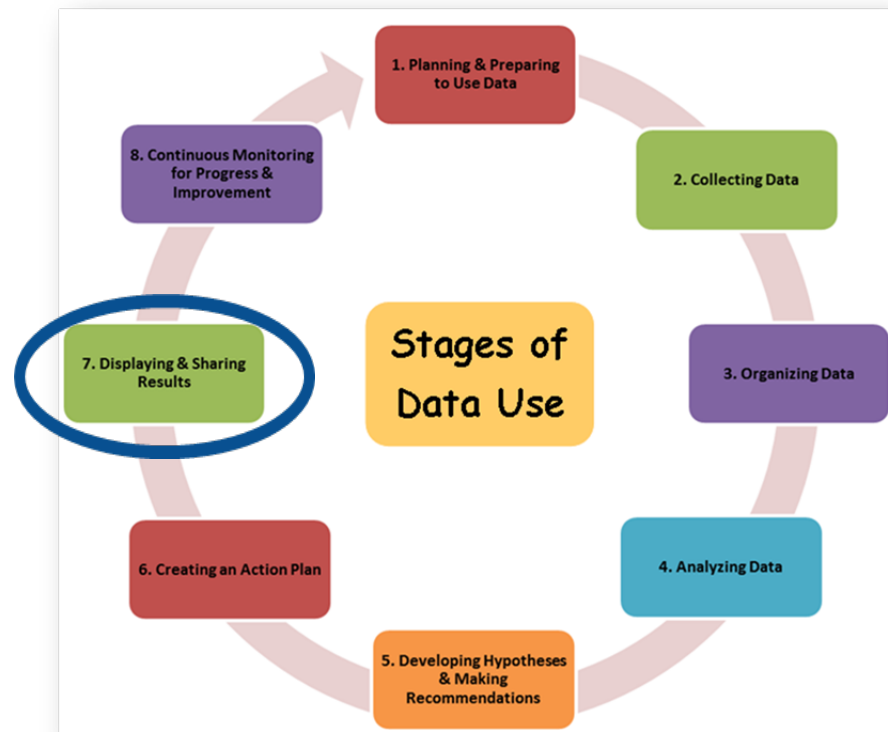 1. Planning & Preparing
to Use Data
2. Collecting Data
3. Organizing Data
4. Analyzing Data
5. Developing Hypotheses
& Making
Recommendations
6. Creating an Action Plan
7. Displaying & Sharing
Results
8. Continuous Monitoring
for Progress &
Improvement
Stages of
Data Use